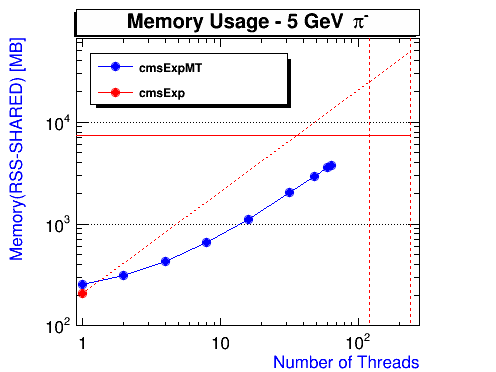 Memory Usage - 5 GeV π⁻
Memory(RSS-SHARED) [MB]
cmsExpMT
cmsExp
10⁴
10³
10²
1
10
10²
Number of Threads